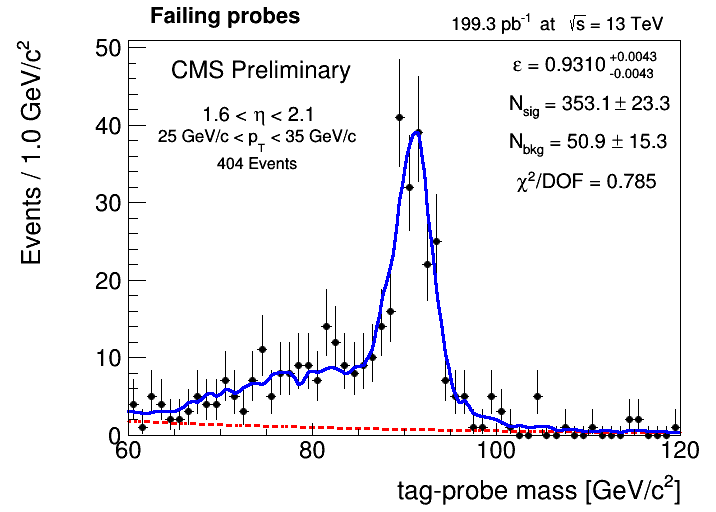 Failing probes
199.3 pb⁻¹ at √s = 13 TeV
CMS Preliminary
1.6 < η < 2.1
25 GeV/c < p_T < 35 GeV/c
404 Events
ε = 0.9310 +0.0043 -0.0043
N_sig = 353.1 ± 23.3
N_bkg = 50.9 ± 15.3
χ²/DOF = 0.785
Events / 1.0 GeV/c²
50
40
30
20
10
0
60 80 100 120
tag-probe mass [GeV/c²]